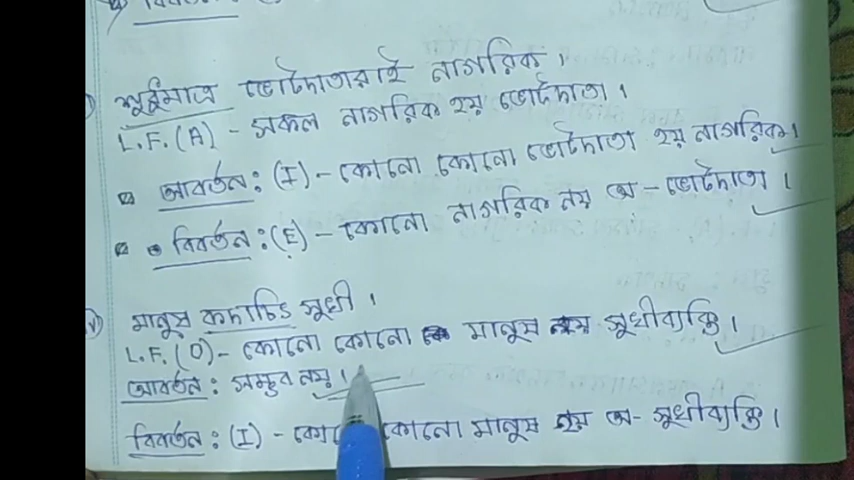 শুধুমাত্র ভোটদাতারাই নাগরিক।
L.F.(A) - সকল নাগরিক হয় ভোটদাতা।
আবর্তন: (I) - কোনো কোনো ভোটদাতা হয় নাগরিক।
বিবর্তন: (E) - কোনো নাগরিক নয় অ - ভোটদাতা।
মানুষ কদাচিৎ সুখী।
L.F.(O) - কোনো কোনো মানুষ নয় সুখীব্যক্তি।
আবর্তন: সম্ভব নয়।
বিবর্তন: (I) - কোনো মানুষ হয় অ- সুখীব্যক্তি।